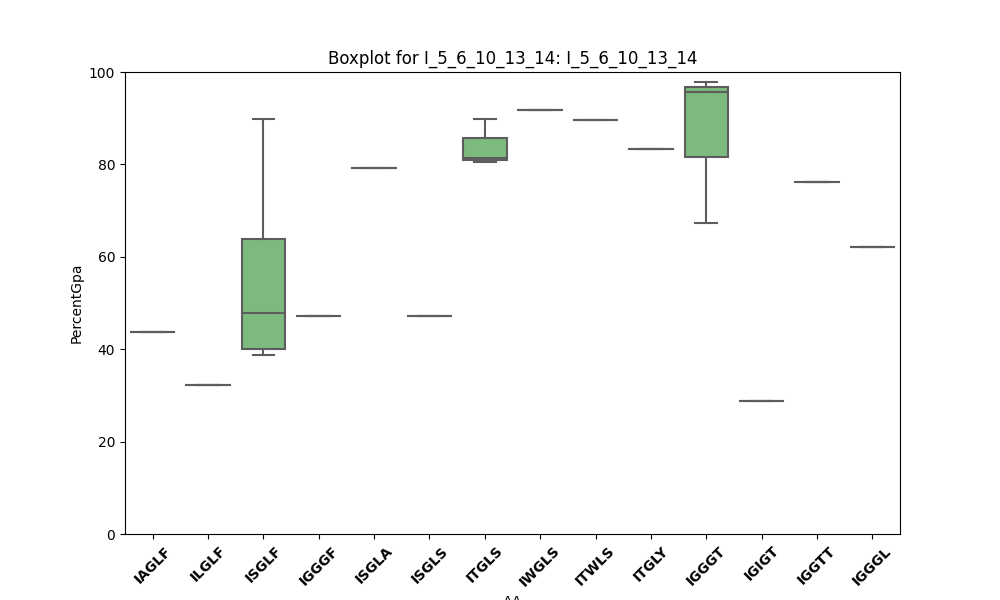 Boxplot for I_5_6_10_13_14: I_5_6_10_13_14
100
80
60
40
20
0
PercentGpa
IAGLF
ILGLF
ISGLF
IGGGF
ISGLA
ISGLS
ITGLS
IWGLS
ITWLS
ITGLY
IGGGT
IGIGT
IGGTT
IGGGL
AA